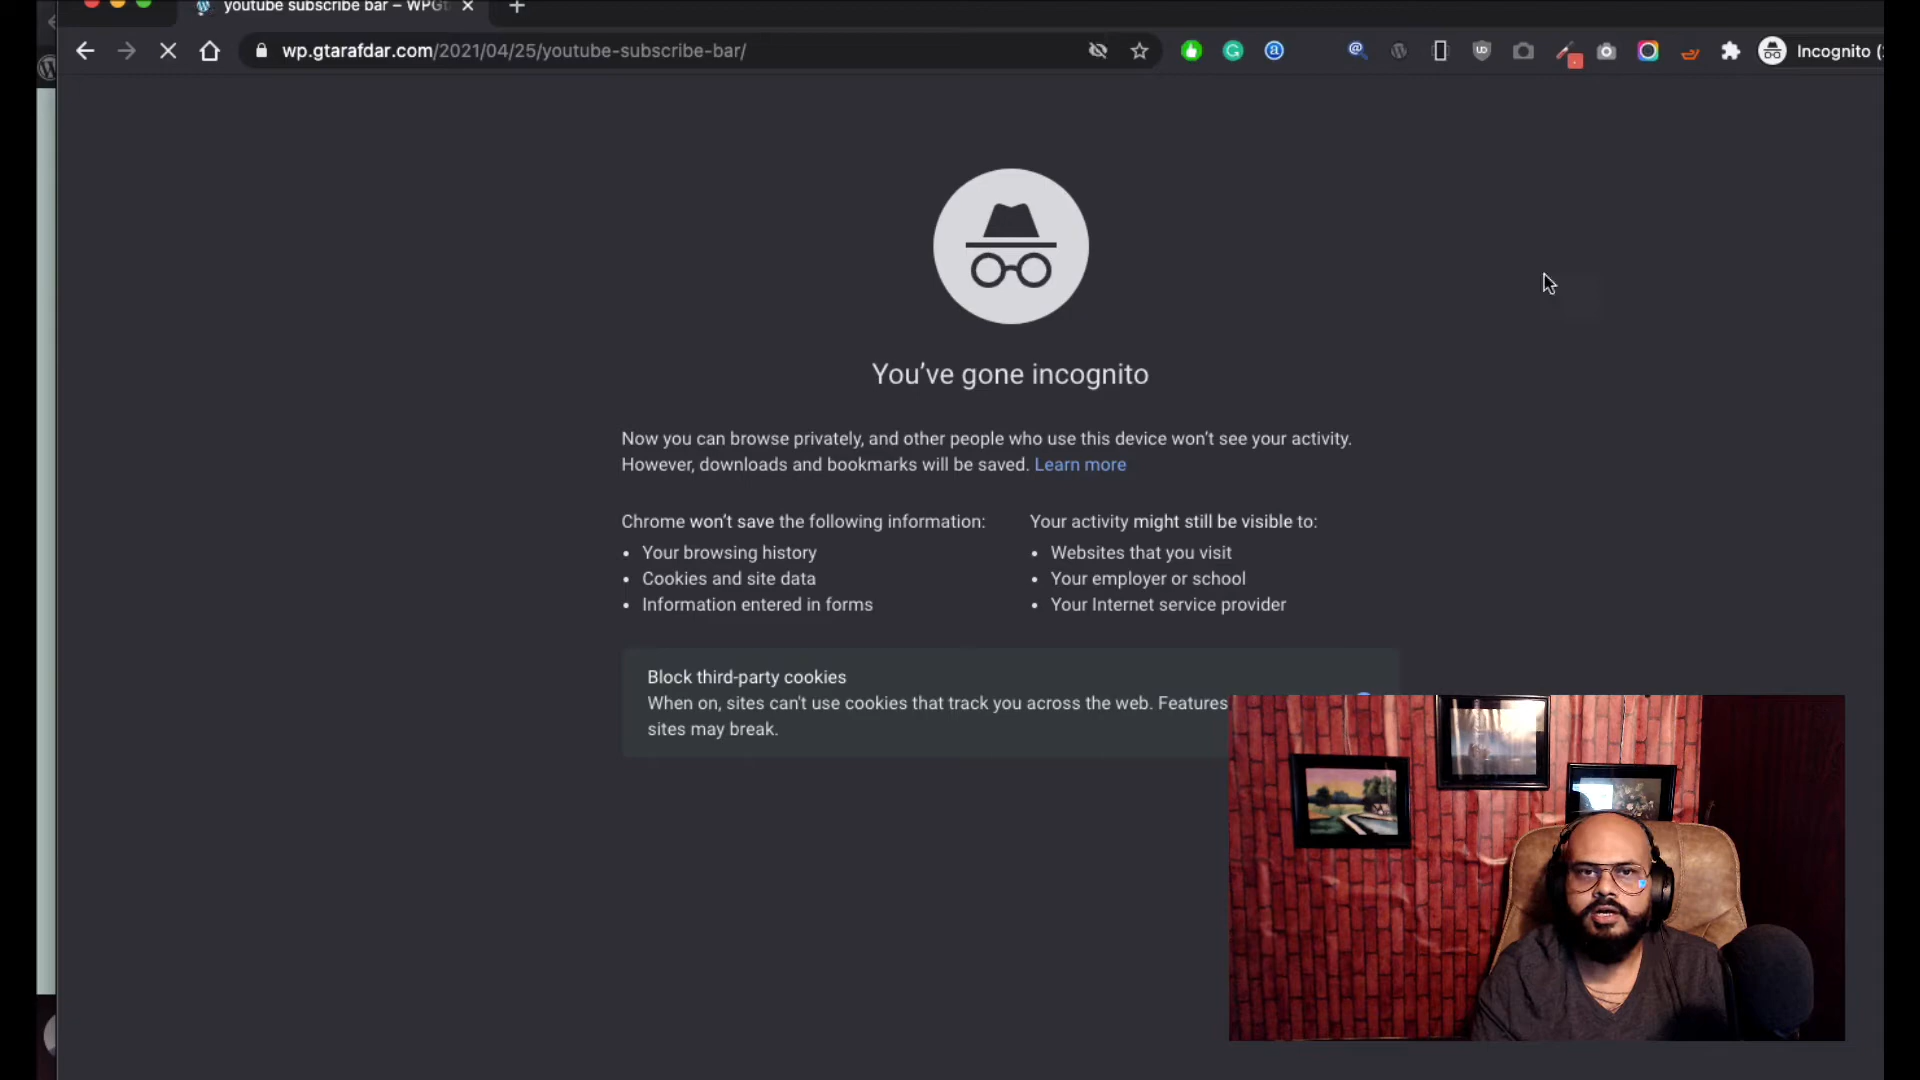 youtube subscribe bar – WPG
wp.gtarafdar.com/2021/04/25/youtube-subscribe-bar/
Incognito (
You've gone incognito
Now you can browse privately, and other people who use this device won't see your activity.
However, downloads and bookmarks will be saved. Learn more
Chrome won't save the following information:
• Your browsing history
• Cookies and site data
• Information entered in forms
Your activity might still be visible to:
• Websites that you visit
• Your employer or school
• Your Internet service provider
Block third-party cookies
When on, sites can't use cookies that track you across the web. Features
sites may break.